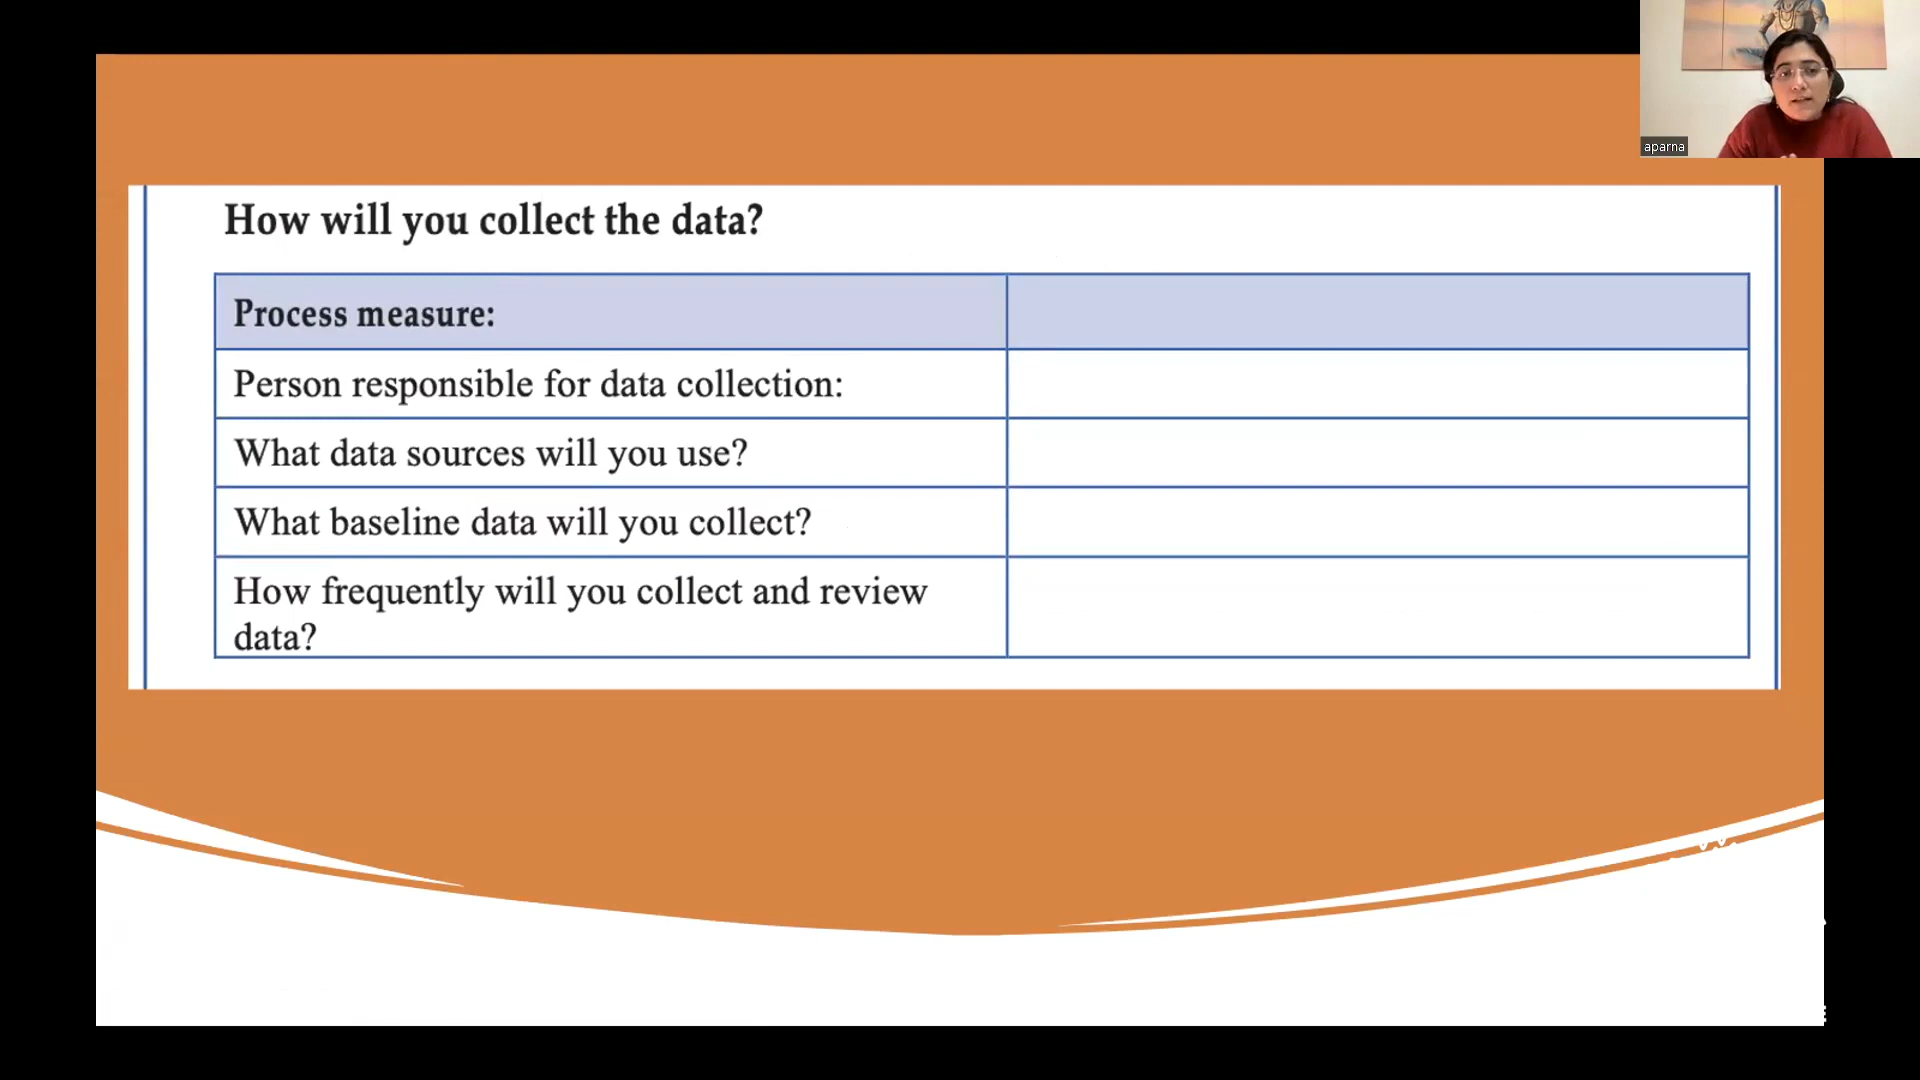 aparna
How will you collect the data?
Process measure:
Person responsible for data collection:
What data sources will you use?
What baseline data will you collect?
How frequently will you collect and review
data?